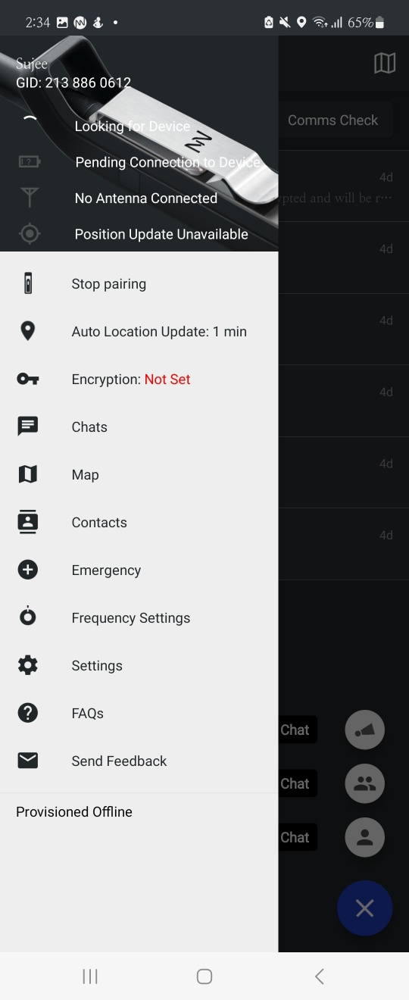 2:34 65%
Sujee
GID: 213 886 0612
Looking for Device
Comms Check
Pending Connection to Device
4d
No Antenna Connected
ypted and will be r...
Position Update Unavailable
4d
Stop pairing
4d
Auto Location Update: 1 min
Encryption: Not Set
4d
Chats
4d
Map
Contacts
4d
Emergency
Frequency Settings
Settings
FAQs
Chat
Send Feedback
Chat
Provisioned Offline
Chat